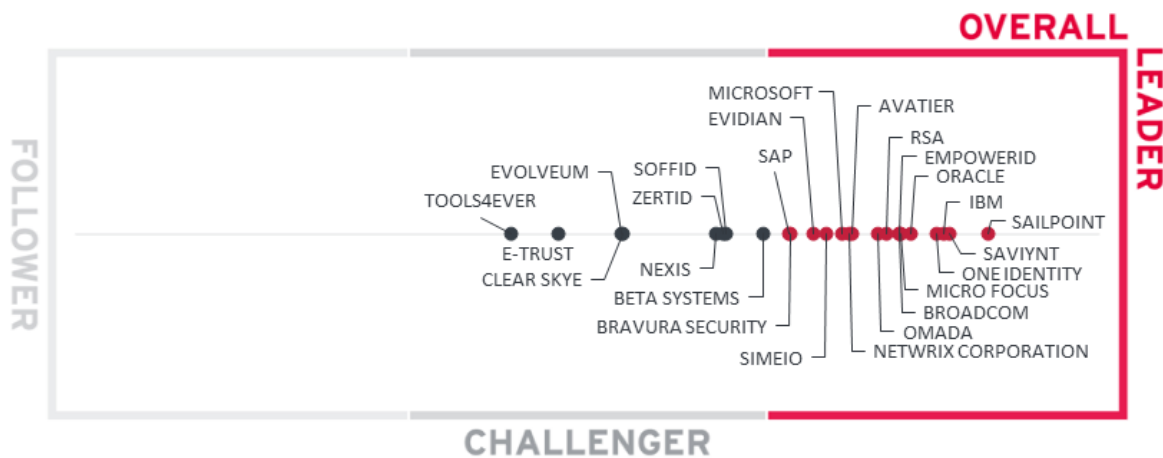 OVERALL
LEADER
FOLLOWER
MICROSOFT
AVATIER
EVIDIAN
RSA
SAP
EMPOWERID
EVOLVEUM
SOFFID
ORACLE
TOOLS4EVER
ZERTID
IBM
SAILPOINT
E-TRUST
SAVIYNT
NEXIS
CLEAR SKYE
ONE IDENTITY
MICRO FOCUS
BETA SYSTEMS
BROADCOM
BRAVURA SECURITY
OMADA
SIMEIO
NETWRIX CORPORATION
CHALLENGER